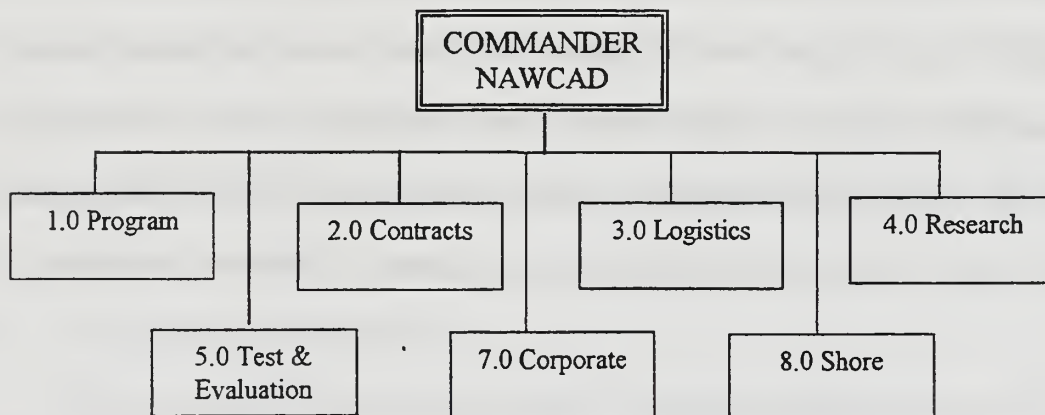 COMMANDER
NAWCAD
1.0 Program
2.0 Contracts
3.0 Logistics
4.0 Research
5.0 Test &
Evaluation
7.0 Corporate
8.0 Shore